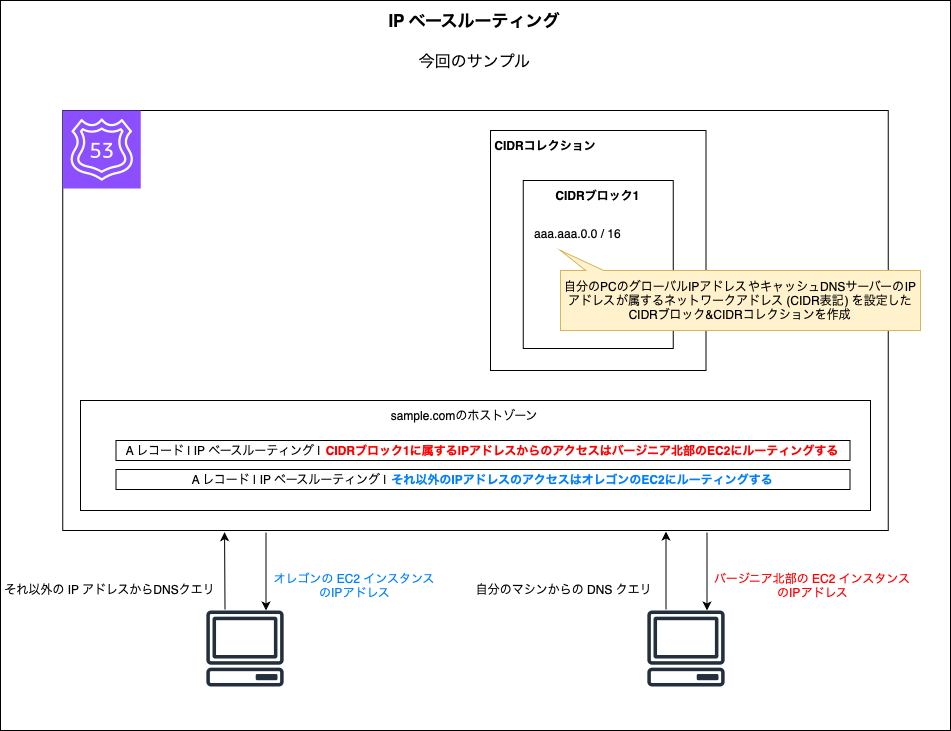 IP ベースルーティング
今回のサンプル
53
CIDRコレクション
CIDRブロック1
aaa.aaa.0.0 / 16
自分のPCのグローバルIPアドレス やキャッシュDNSサーバーのIP
アドレスが属するネットワークアドレス (CIDR表記) を設定した
CIDRブロック&CIDRコレクションを作成
sample.comのホストゾーン
A レコード | IP ベースルーティング | CIDRブロック1に属するIPアドレスからのアクセスはバージニア北部のEC2にルーティングする
A レコード | IP ベースルーティング | それ以外のIPアドレスのアクセスはオレゴンのEC2にルーティングする
それ以外の IP アドレスからDNSクエリ
オレゴンの EC2 インスタンス
のIPアドレス
自分のマシンからの DNS クエリ
バージニア北部の EC2 インスタンス
のIPアドレス